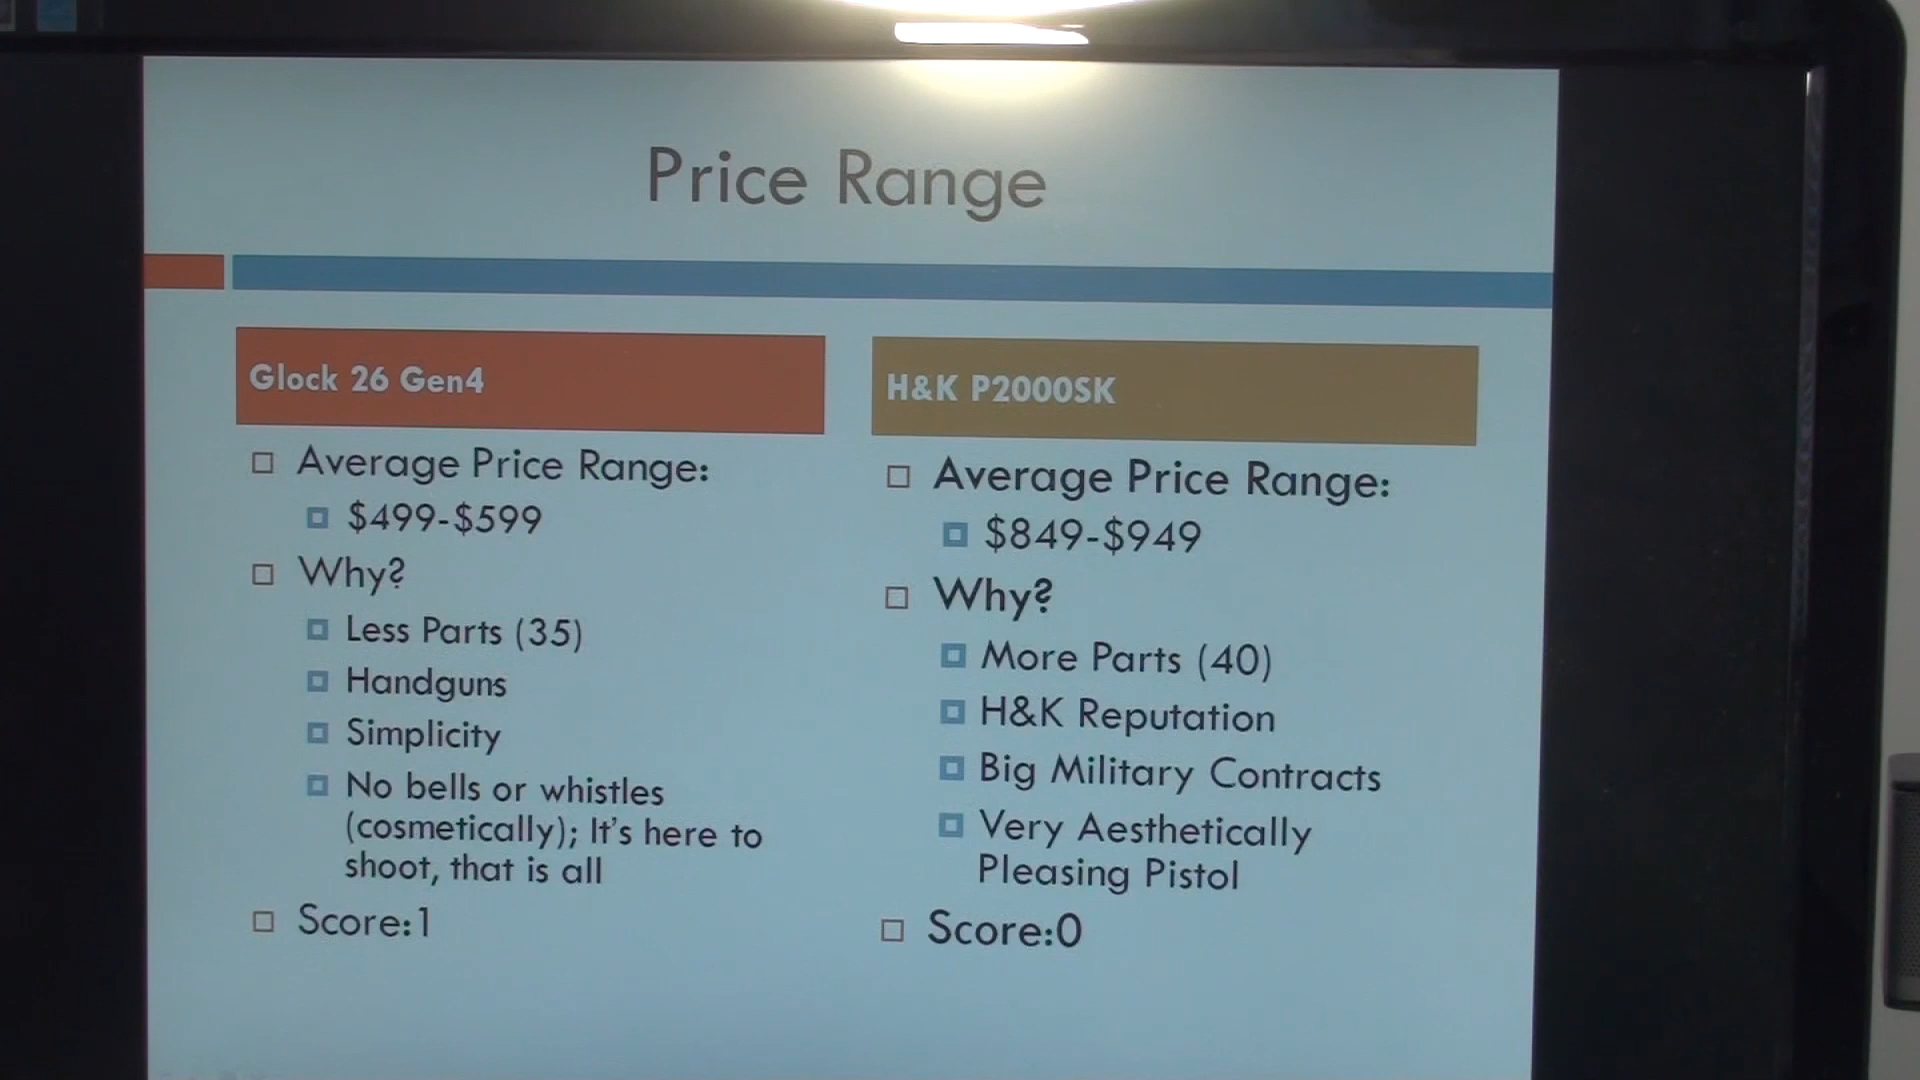 Price Range
Glock 26 Gen4
Average Price Range:
$499-$599
Why?
Less Parts (35)
Handguns
Simplicity
No bells or whistles
(cosmetically); It's here to
shoot, that is all
Score:1
H&K P2000SK
Average Price Range:
$849-$949
Why?
More Parts (40)
H&K Reputation
Big Military Contracts
Very Aesthetically
Pleasing Pistol
Score:0